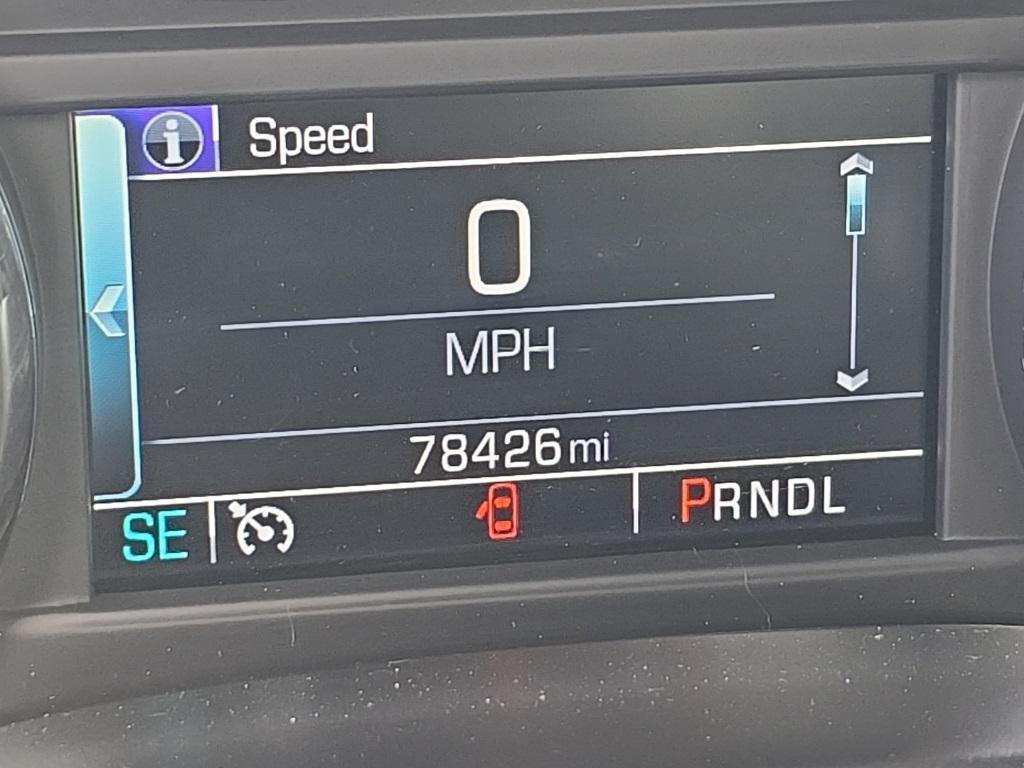 i Speed
0
MPH
78426 mi
SE PRNDL